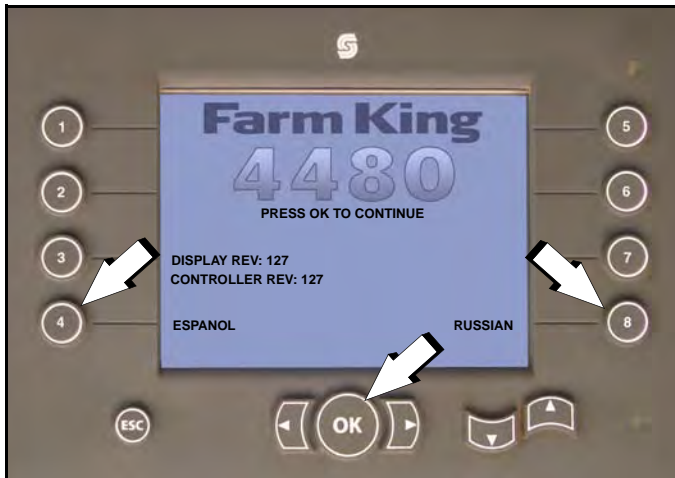 Farm King
4480
PRESS OK TO CONTINUE
DISPLAY REV: 127
CONTROLLER REV: 127
ESPANOL
RUSSIAN
1
2
3
4
5
6
7
8
ESC
OK